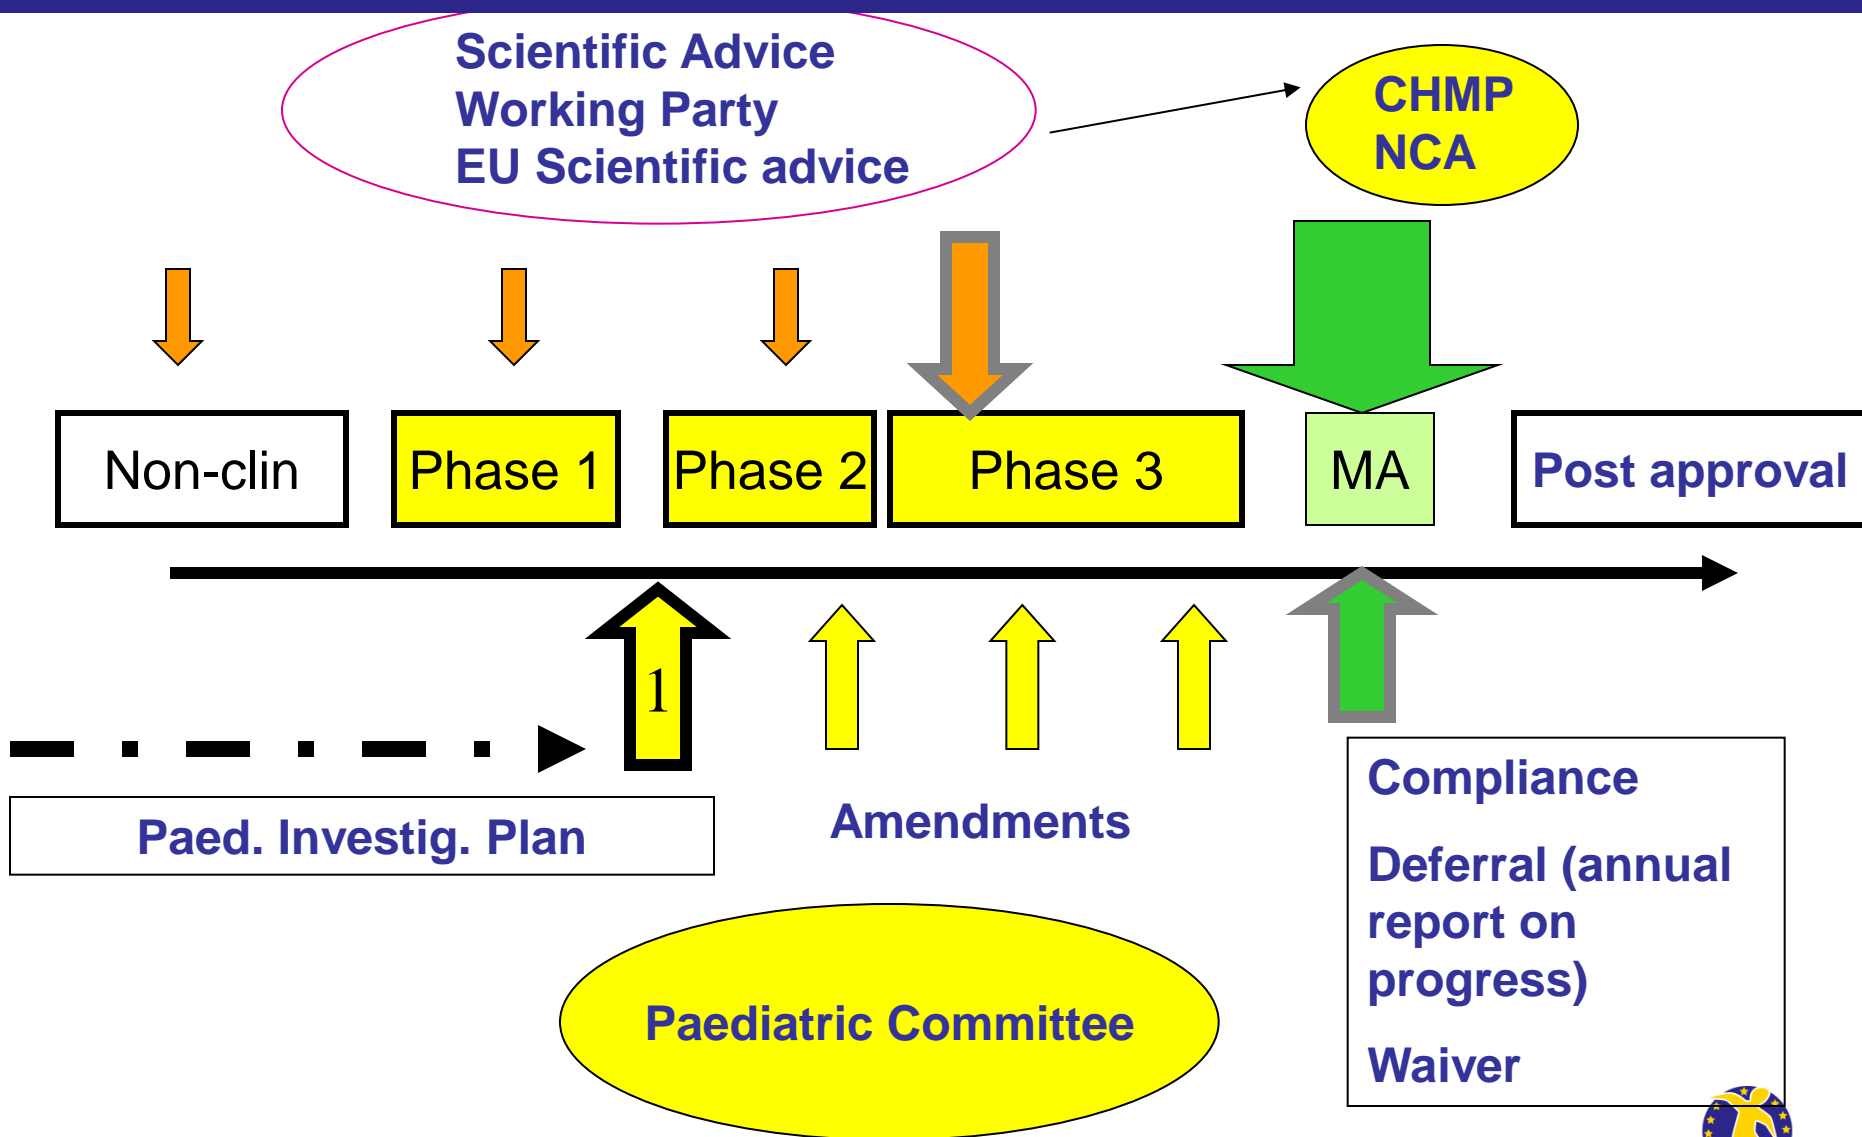 Scientific Advice
Working Party
EU Scientific advice
CHMP
NCA
Non-clin
Phase 1
Phase 2
Phase 3
MA
Post approval
1
Paed. Investig. Plan
Amendments
Compliance
Deferral (annual
report on
progress)
Waiver
Paediatric Committee